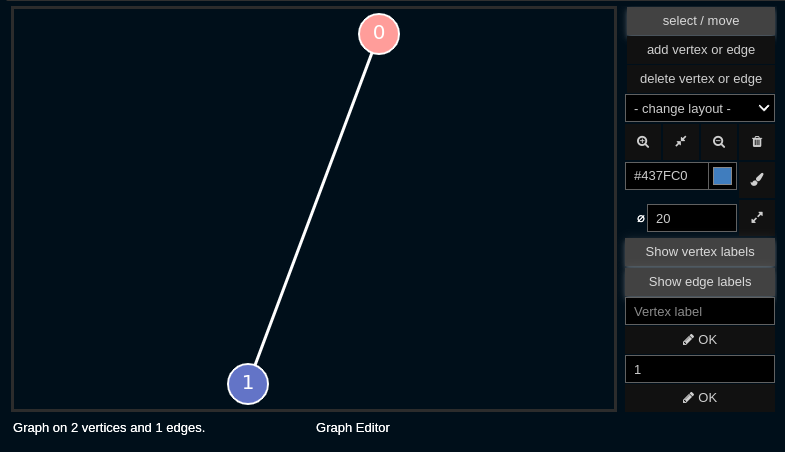 0
1
select / move
add vertex or edge
delete vertex or edge
- change layout -
#437FC0
⌀ 20
Show vertex labels
Show edge labels
Vertex label
OK
1
OK
Graph on 2 vertices and 1 edges.
Graph Editor